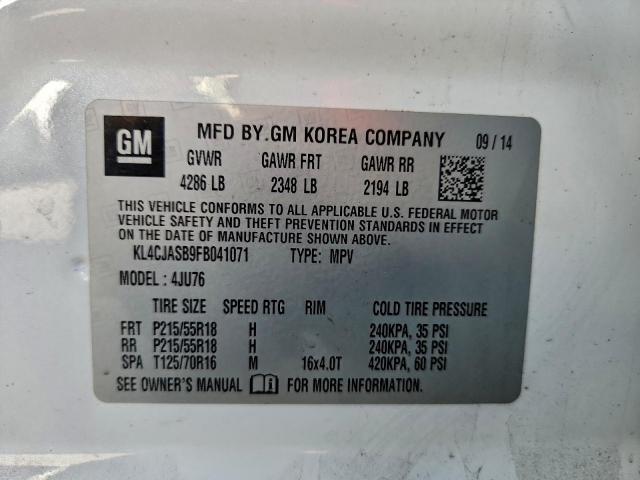 GM MFD BY.GM KOREA COMPANY 09/14
GVWR GAWR FRT GAWR RR
4286 LB 2348 LB 2194 LB
THIS VEHICLE CONFORMS TO ALL APPLICABLE U.S. FEDERAL MOTOR
VEHICLE SAFETY AND THEFT PREVENTION STANDARDS IN EFFECT
ON THE DATE OF MANUFACTURE SHOWN ABOVE.
KL4CJASB9FB041071 TYPE: MPV
MODEL : 4JU76
TIRE SIZE SPEED RTG RIM COLD TIRE PRESSURE
FRT P215/55R18 H 240KPA, 35 PSI
RR P215/55R18 H 240KPA, 35 PSI
SPA T125/70R16 M 16x4.0T 420KPA, 60 PSI
SEE OWNER'S MANUAL FOR MORE INFORMATION.